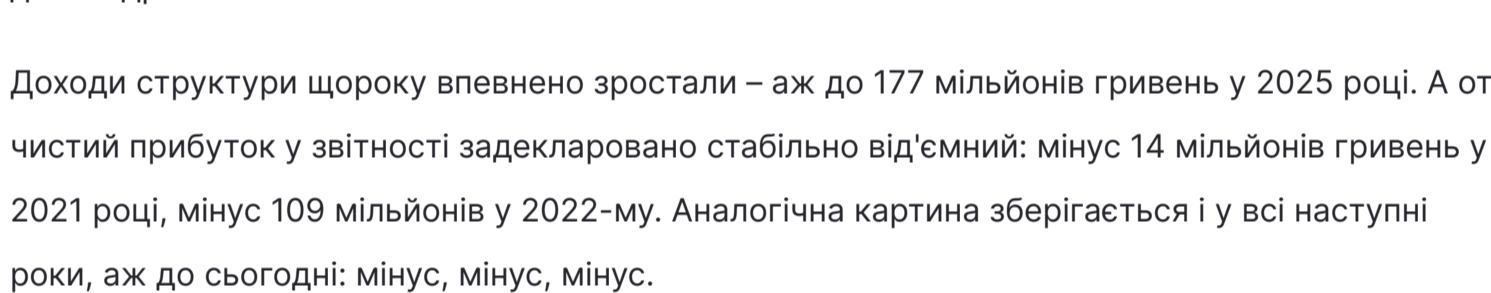 Доходи структури щороку впевнено зростали – аж до 177 мільйонів гривень у 2025 році. А от
чистий прибуток у звітності задекларовано стабільно від'ємний: мінус 14 мільйонів гривень у
2021 році, мінус 109 мільйонів у 2022-му. Аналогічна картина зберігається і у всі наступні
роки, аж до сьогодні: мінус, мінус, мінус.